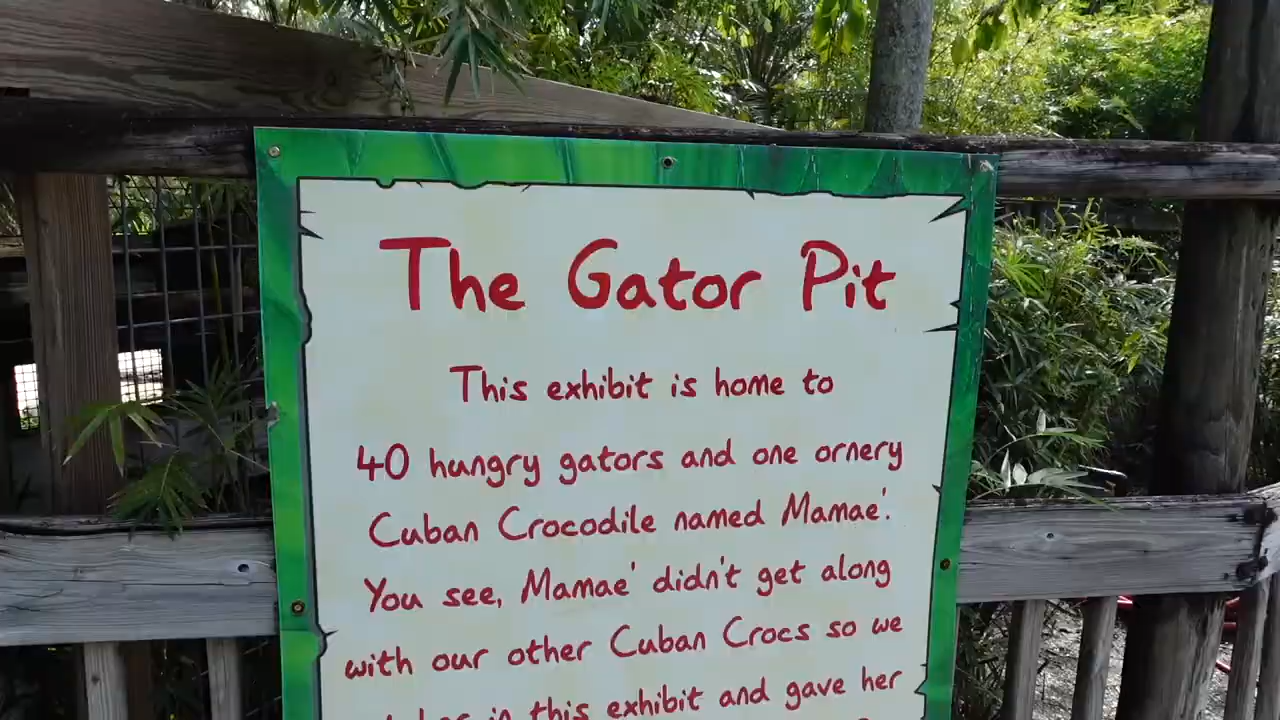 The Gator Pit
This exhibit is home to
40 hungry gators and one ornery
Cuban Crocodile named Mamae'.
You see, Mamae' didn't get along
with our other Cuban Crocs so we
in this exhibit and gave her